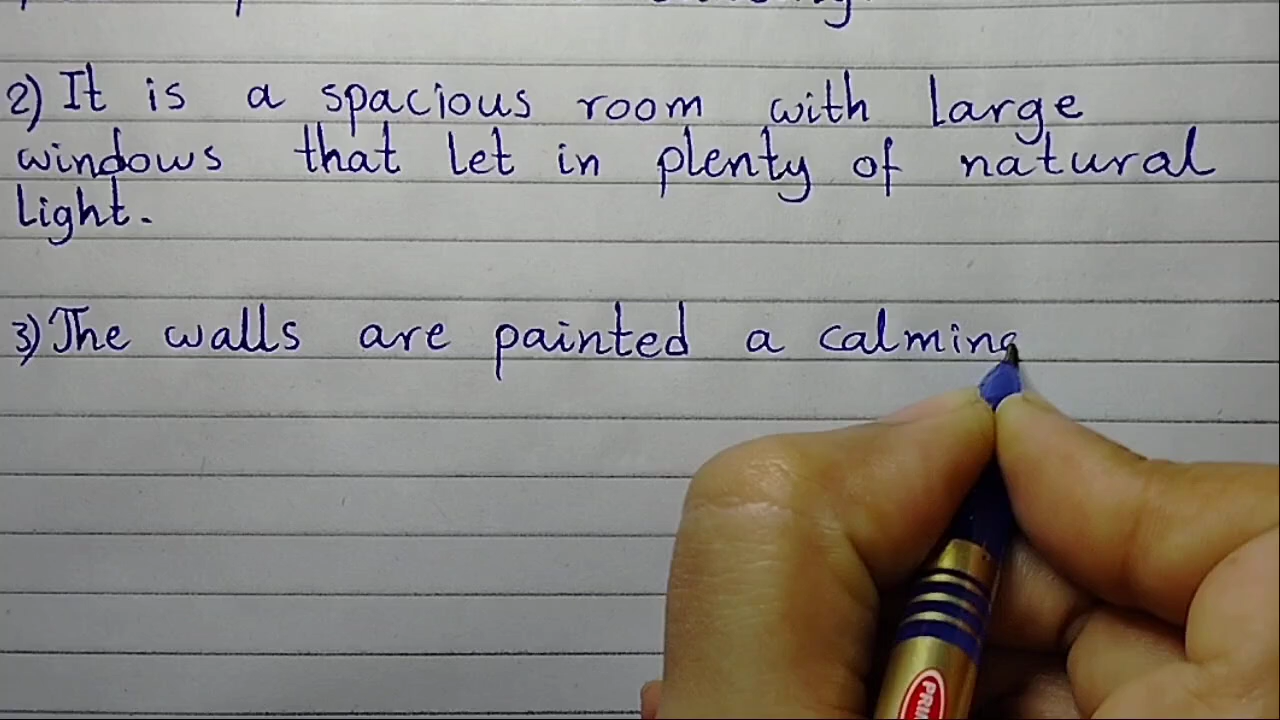 2) It is a spacious room with large
windows that let in plenty of natural
light.
3) The walls are painted a calming
PRI